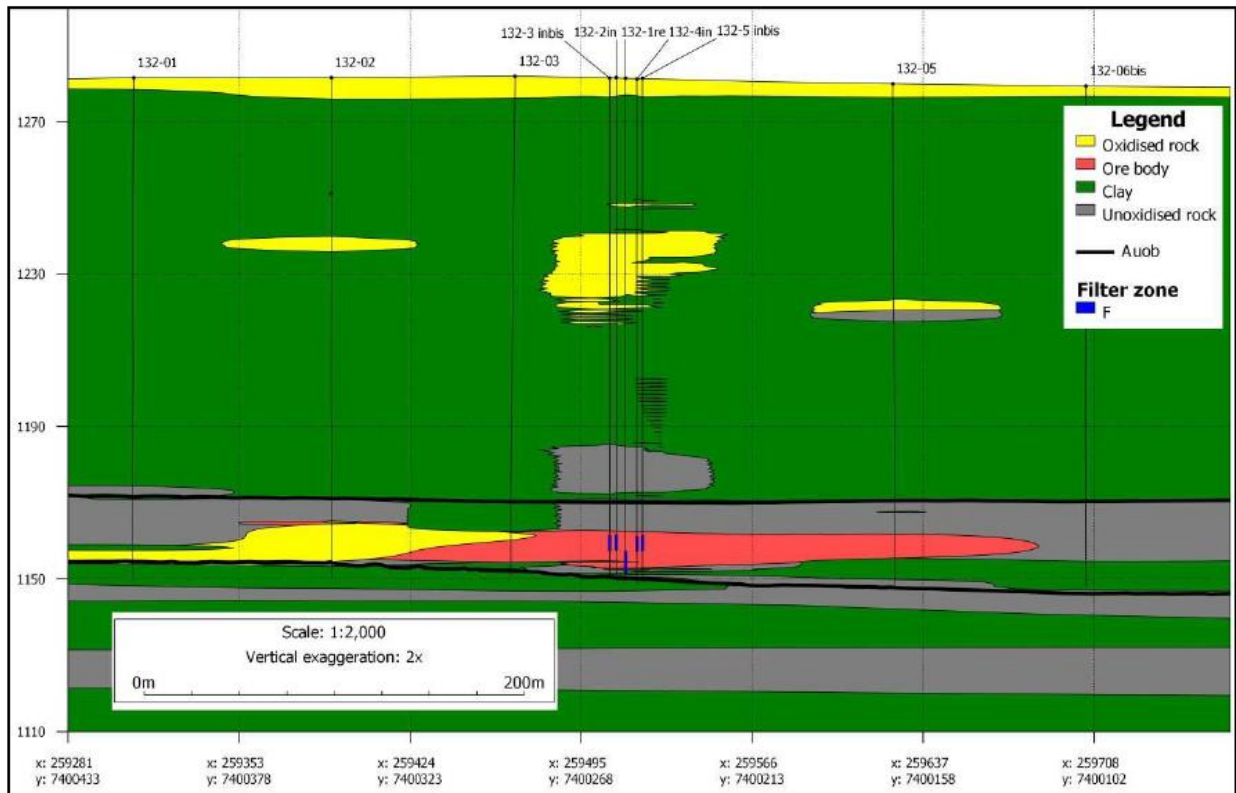 132-3 inbis 132-2in 132-1re 132-4in 132-5 inbis
132-01 132-02 132-03 132-05 132-06bis
1270
1230
1190
1150
1110
Legend
Oxidised rock
Ore body
Clay
Unoxidised rock
Auob
Filter zone
F
Scale: 1:2,000
Vertical exaggeration: 2x
0m 200m
x: 259281 x: 259353 x: 259424 x: 259495 x: 259566 x: 259637 x: 259708
y: 7400433 y: 7400378 y: 7400323 y: 7400268 y: 7400213 y: 7400158 y: 7400102